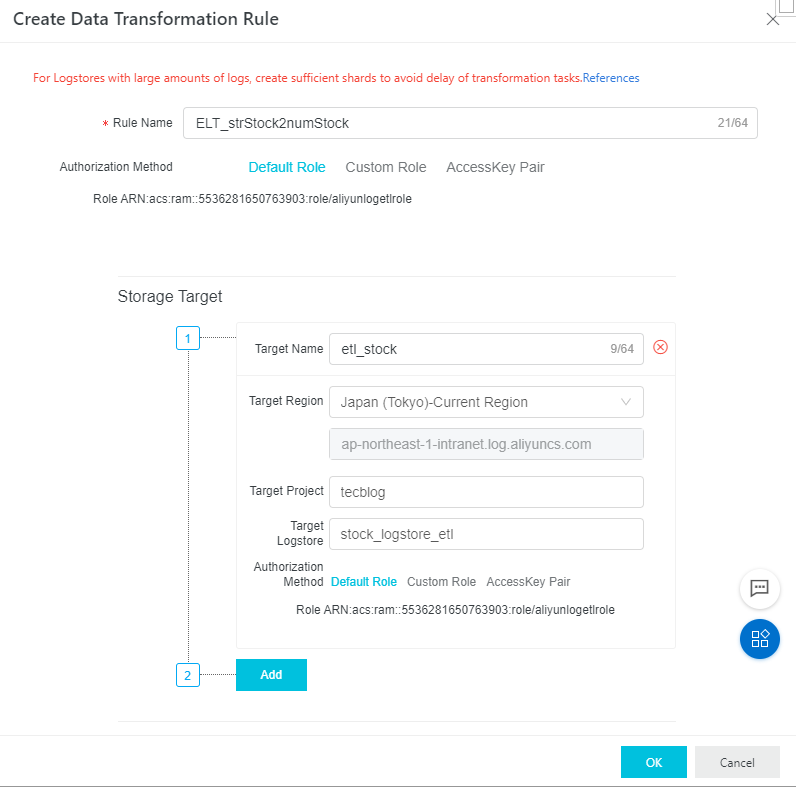 Create Data Transformation Rule
For Logstores with large amounts of logs, create sufficient shards to avoid delay of transformation tasks.References
* Rule Name ELT_strStock2numStock 21/64
Authorization Method Default Role Custom Role AccessKey Pair
Role ARN:acs:ram::5536281650763903:role/aliyunlogetlrole
Storage Target
1
Target Name etl_stock 9/64
Target Region Japan (Tokyo)-Current Region
ap-northeast-1-intranet.log.aliyuncs.com
Target Project tecblog
Target
Logstore stock_logstore_etl
Authorization
Method Default Role Custom Role AccessKey Pair
Role ARN:acs:ram::5536281650763903:role/aliyunlogetlrole
2 Add
OK Cancel